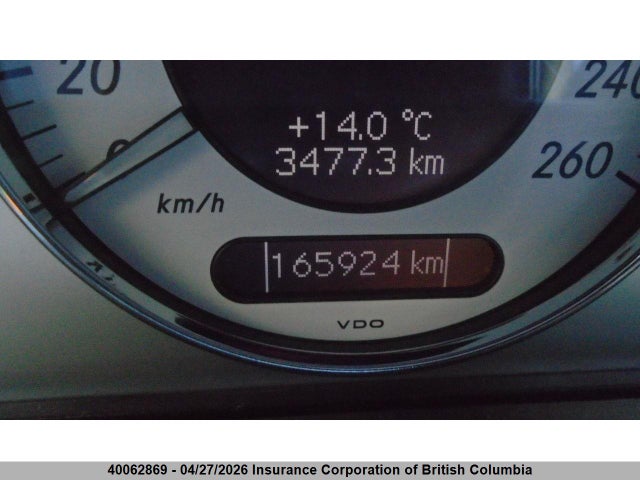 20
240
+14.0 °C
3477.3 km
0
260
km/h
165924 km
VDO
40062869 - 04/27/2026 Insurance Corporation of British Columbia